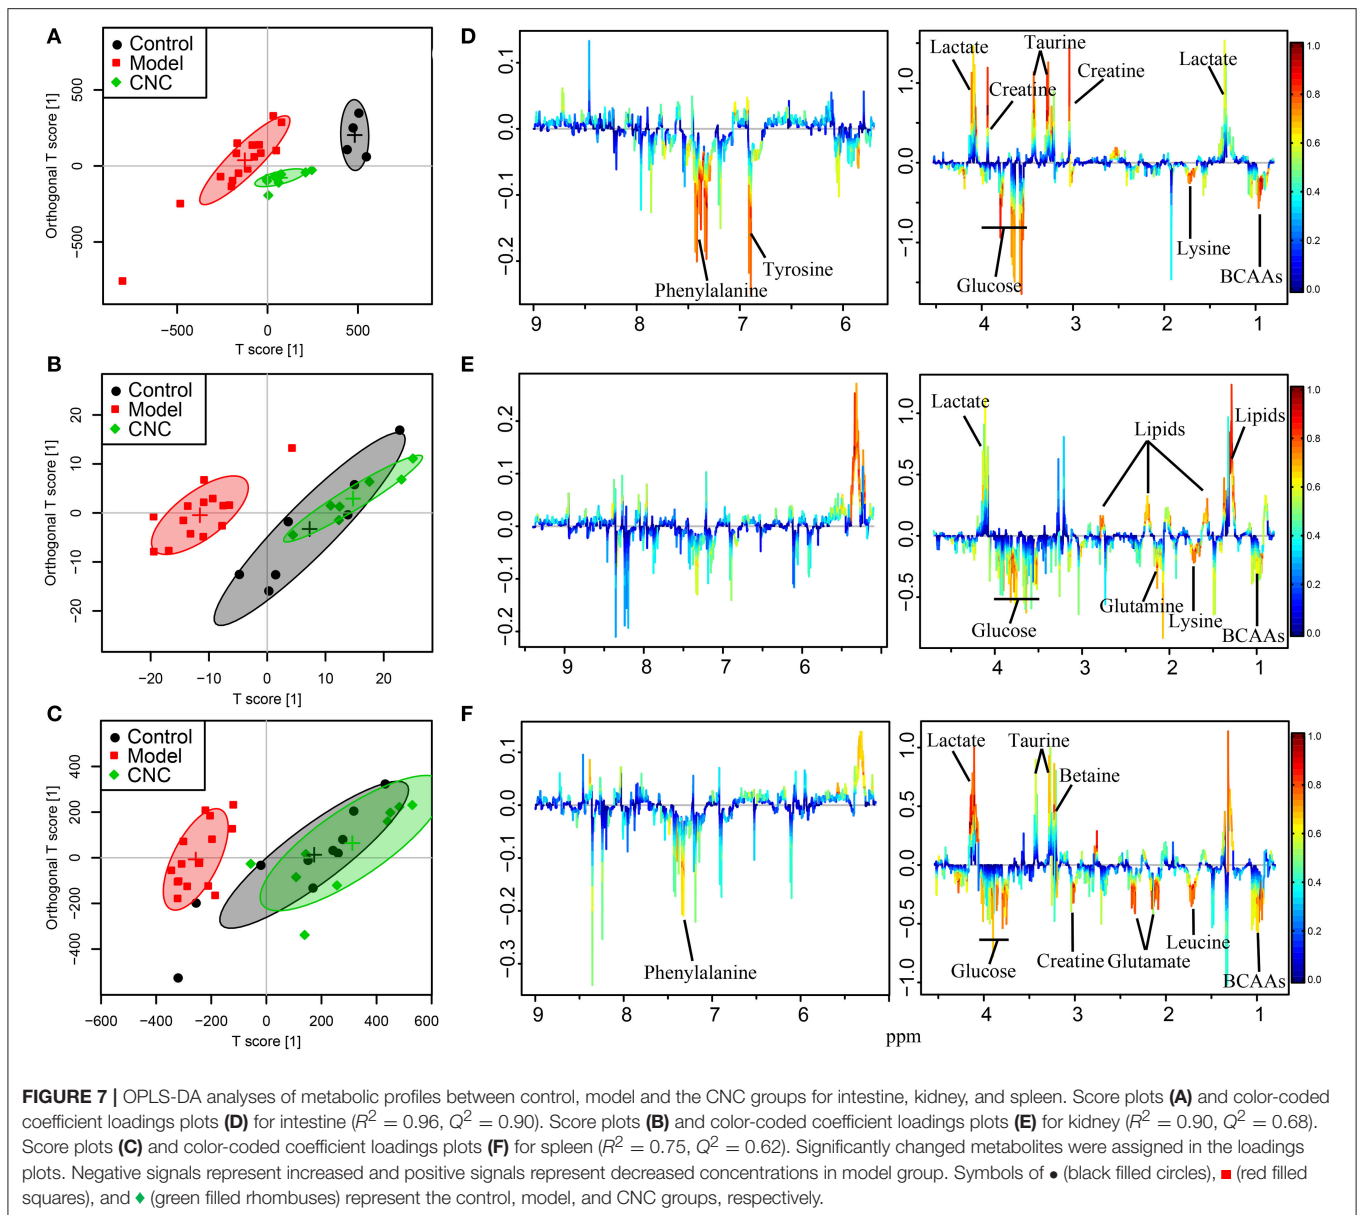 A
Control
Model
CNC
Orthogonal T score [1]
500
0
−500
−500 0 500
T score [1]
D
0.1
0.0
−0.1
−0.2
Phenylalanine
Tyrosine
9 8 7 6
Lactate
Taurine
Creatine
Creatine
Lactate
1.0
0.0
−1.0
Glucose
Lysine
BCAAs
4 3 2 1
1.0
0.8
0.6
0.4
0.2
0.0
B
Control
Model
CNC
Orthogonal T score [1]
20
10
0
−10
−20
−20 −10 0 10 20
T score [1]
E
0.2
0.1
0.0
−0.1
−0.2
9 8 7 6
Lactate
Lipids
Lipids
1.0
0.5
0.0
−0.5
Glucose
Glutamine
Lysine
BCAAs
4 3 2 1
1.0
0.8
0.6
0.4
0.2
0.0
C
Control
Model
CNC
Orthogonal T score [1]
400
200
0
−200
−400
−600 −400 −200 0 200 400 600
T score [1]
F
0.1
0.0
−0.1
−0.2
−0.3
Phenylalanine
9 8 7 6
Lactate
Taurine
Betaine
1.0
0.5
0.0
−0.5
−1.0
Glucose
Creatine
Glutamate
Leucine
BCAAs
4 3 2 1
1.0
0.8
0.6
0.4
0.2
0.0
ppm
FIGURE 7 | OPLS-DA analyses of metabolic profiles between control, model and the CNC groups for intestine, kidney, and spleen. Score plots (A) and color-coded
coefficient loadings plots (D) for intestine (R² = 0.96, Q² = 0.90). Score plots (B) and color-coded coefficient loadings plots (E) for kidney (R² = 0.90, Q² = 0.68).
Score plots (C) and color-coded coefficient loadings plots (F) for spleen (R² = 0.75, Q² = 0.62). Significantly changed metabolites were assigned in the loadings
plots. Negative signals represent increased and positive signals represent decreased concentrations in model group. Symbols of ● (black filled circles), ■ (red filled
squares), and ♦ (green filled rhombuses) represent the control, model, and CNC groups, respectively.